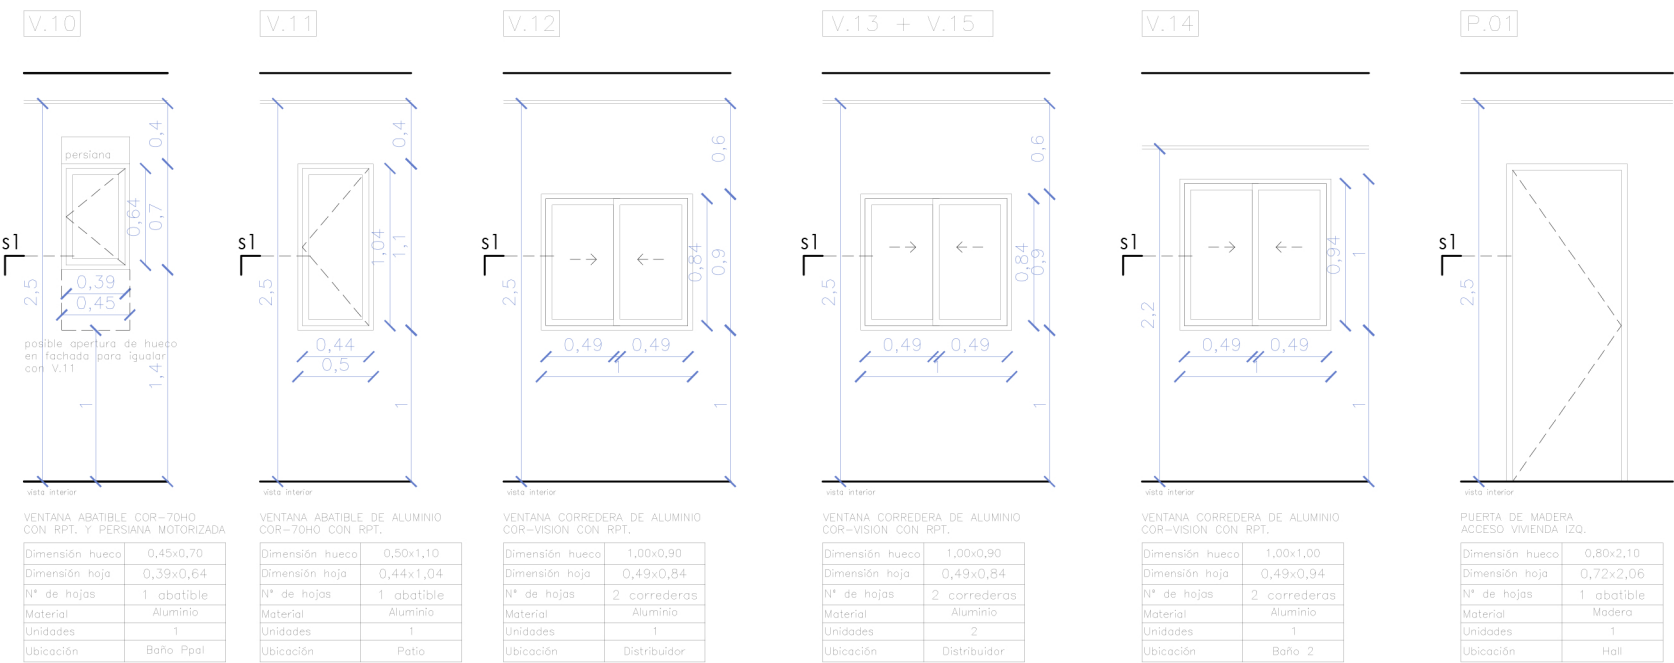 V.10
persiana
0,4
0,64
0,7
s1
2,5
0,39
0,45
posible apertura de hueco
en fachada para igualar
con V.11
1,4
1
vista interior
VENTANA ABATIBLE COR-70HO
CON RPT. Y PERSIANA MOTORIZADA
Dimensión hueco 0,45x0,70
Dimensión hoja 0,39x0,64
Nº de hojas 1 abatible
Material Aluminio
Unidades 1
Ubicación Baño Ppal
V.11
0,4
1,04
1,1
s1
2,5
0,44
0,5
1
vista interior
VENTANA ABATIBLE DE ALUMINIO
COR-70HO CON RPT.
Dimensión hueco 0,50x1,10
Dimensión hoja 0,44x1,04
Nº de hojas 1 abatible
Material Aluminio
Unidades 1
Ubicación Patio
V.12
0,6
s1
0,84
0,9
2,5
0,49 0,49
1
1
vista interior
VENTANA CORREDERA DE ALUMINIO
COR-VISION CON RPT.
Dimensión hueco 1,00x0,90
Dimensión hoja 0,49x0,84
Nº de hojas 2 correderas
Material Aluminio
Unidades 1
Ubicación Distribuidor
V.13 + V.15
0,6
s1
0,84
0,9
2,5
0,49 0,49
1
1
vista interior
VENTANA CORREDERA DE ALUMINIO
COR-VISION CON RPT.
Dimensión hueco 1,00x0,90
Dimensión hoja 0,49x0,84
Nº de hojas 2 correderas
Material Aluminio
Unidades 2
Ubicación Distribuidor
V.14
s1
0,94
1
2,2
0,49 0,49
1
1
vista interior
VENTANA CORREDERA DE ALUMINIO
COR-VISION CON RPT.
Dimensión hueco 1,00x1,00
Dimensión hoja 0,49x0,94
Nº de hojas 2 correderas
Material Aluminio
Unidades 1
Ubicación Baño 2
P.01
s1
2,5
vista interior
PUERTA DE MADERA
ACCESO VIVIENDA IZQ.
Dimensión hueco 0,80x2,10
Dimensión hoja 0,72x2,06
Nº de hojas 1 abatible
Material Madera
Unidades 1
Ubicación Hall